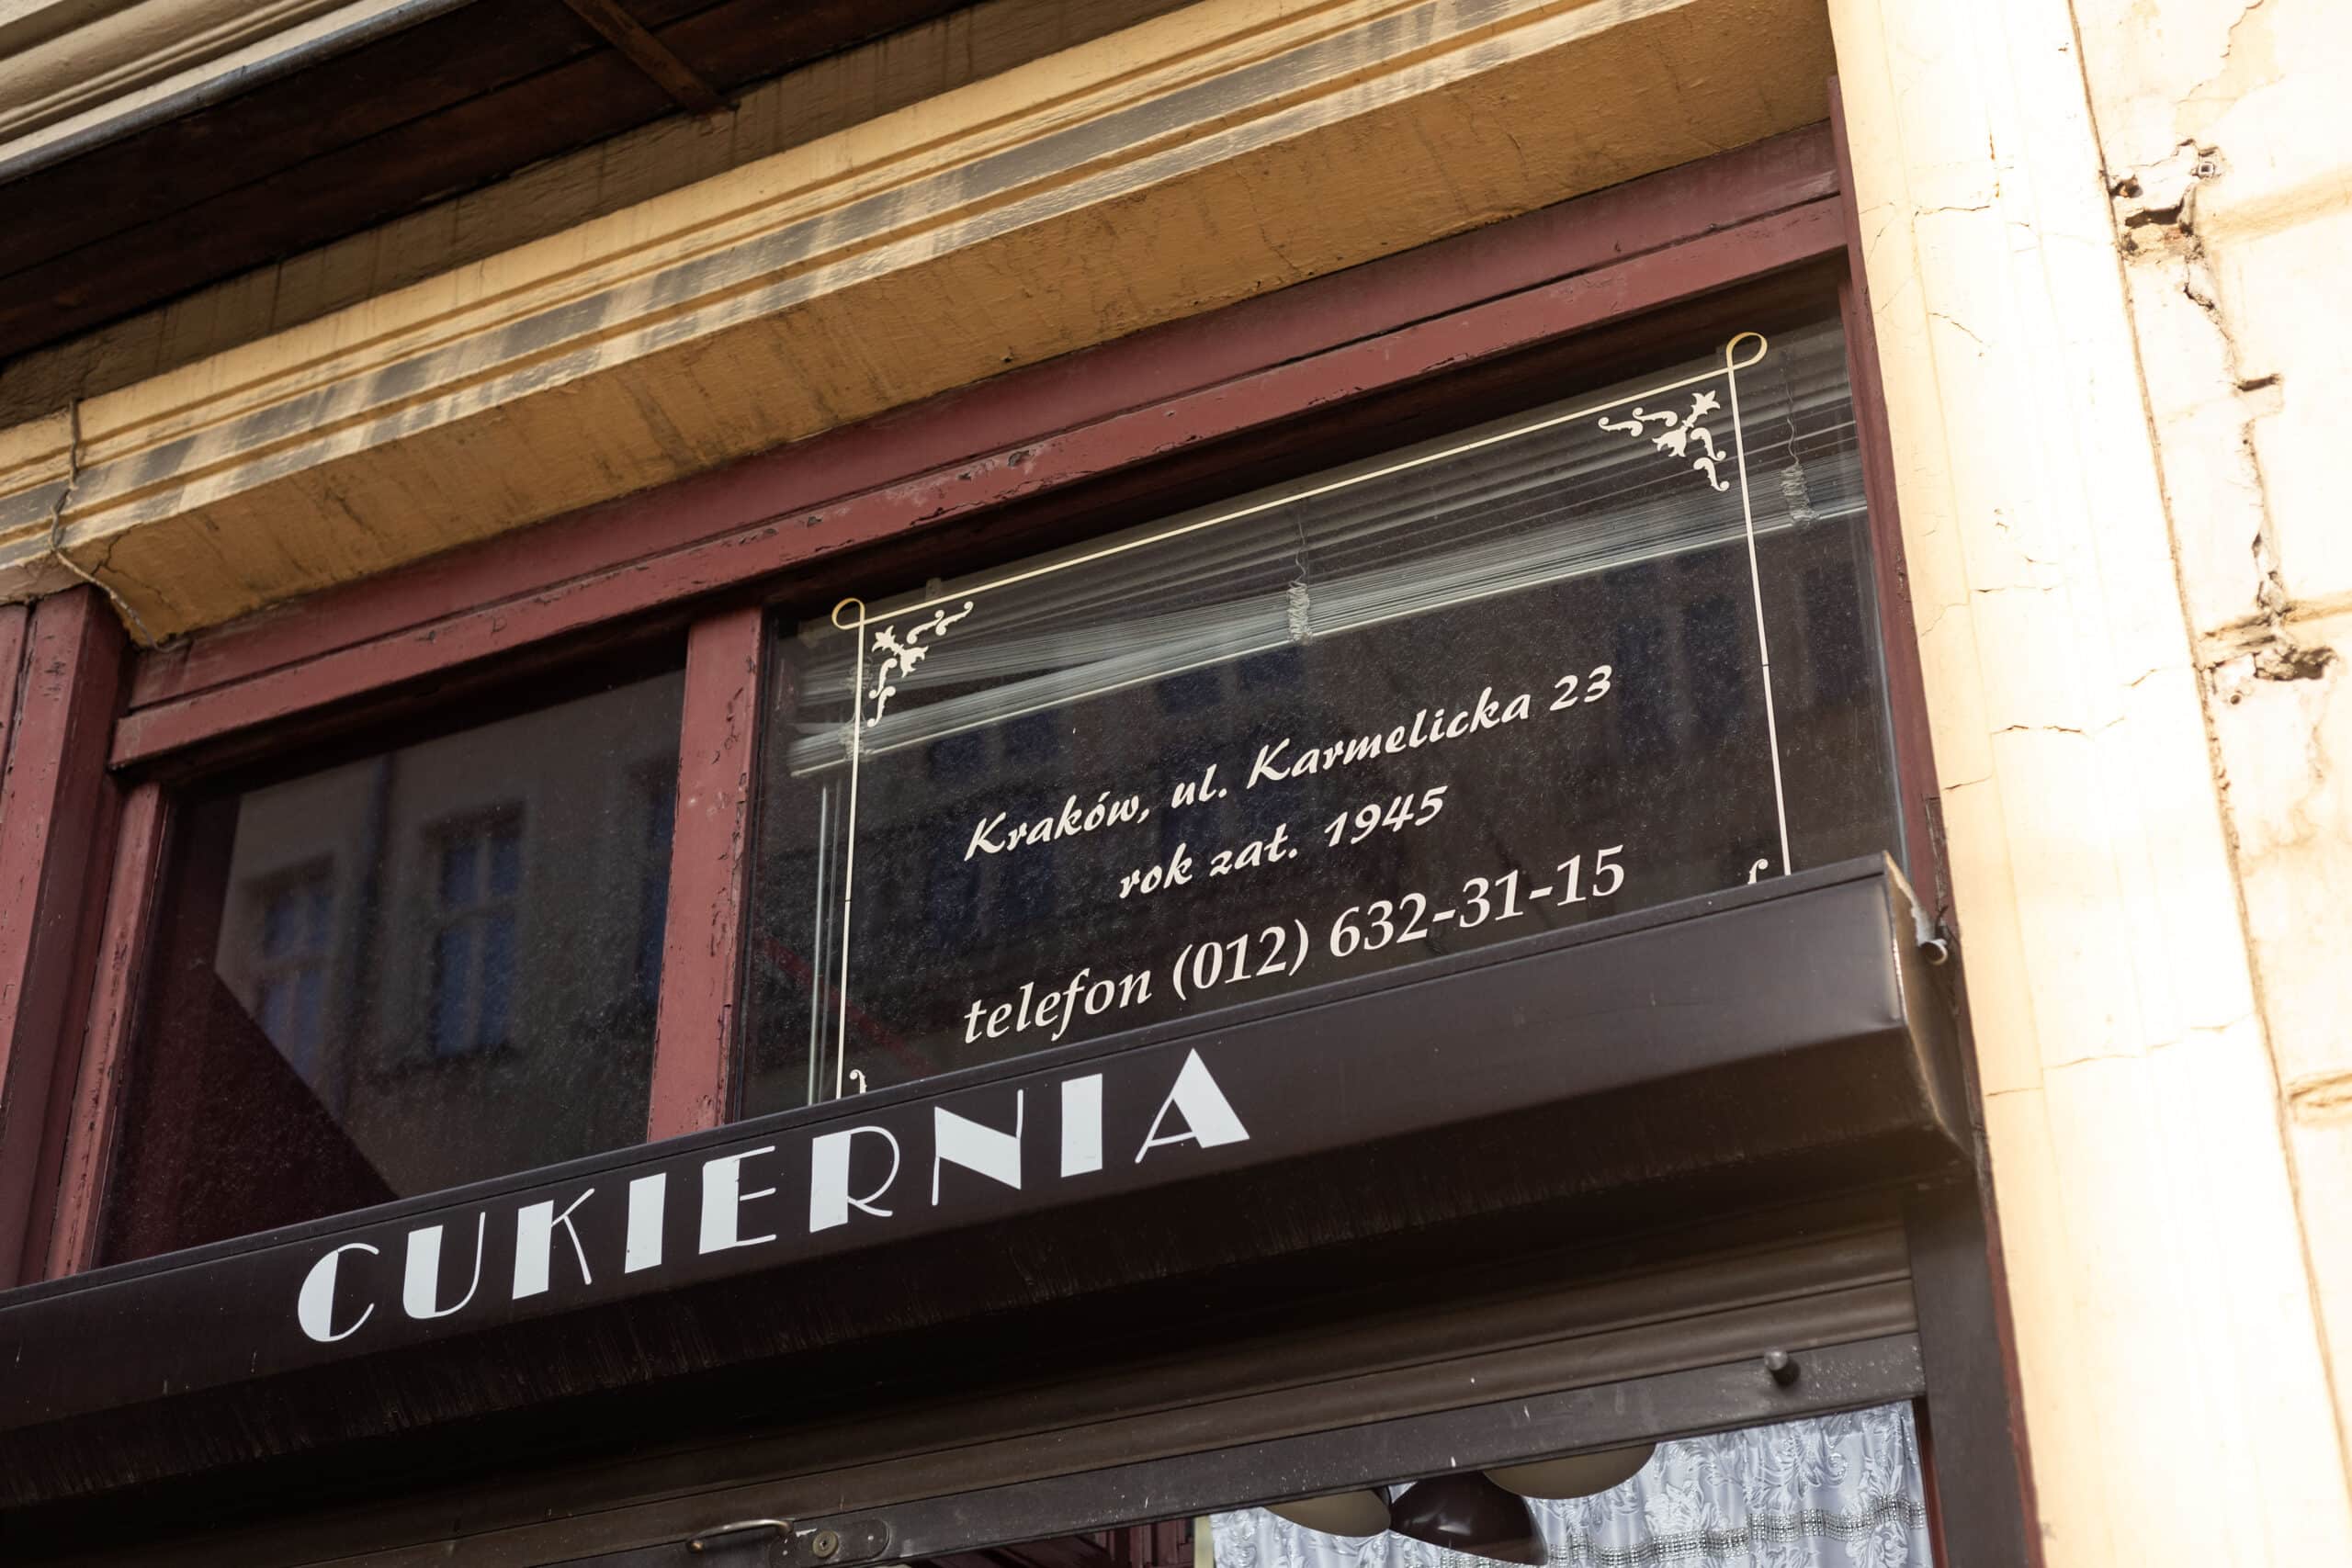 Kraków, ul. Karmelicka 23
rok zał. 1945
telefon (012) 632-31-15
CUKIERNIA